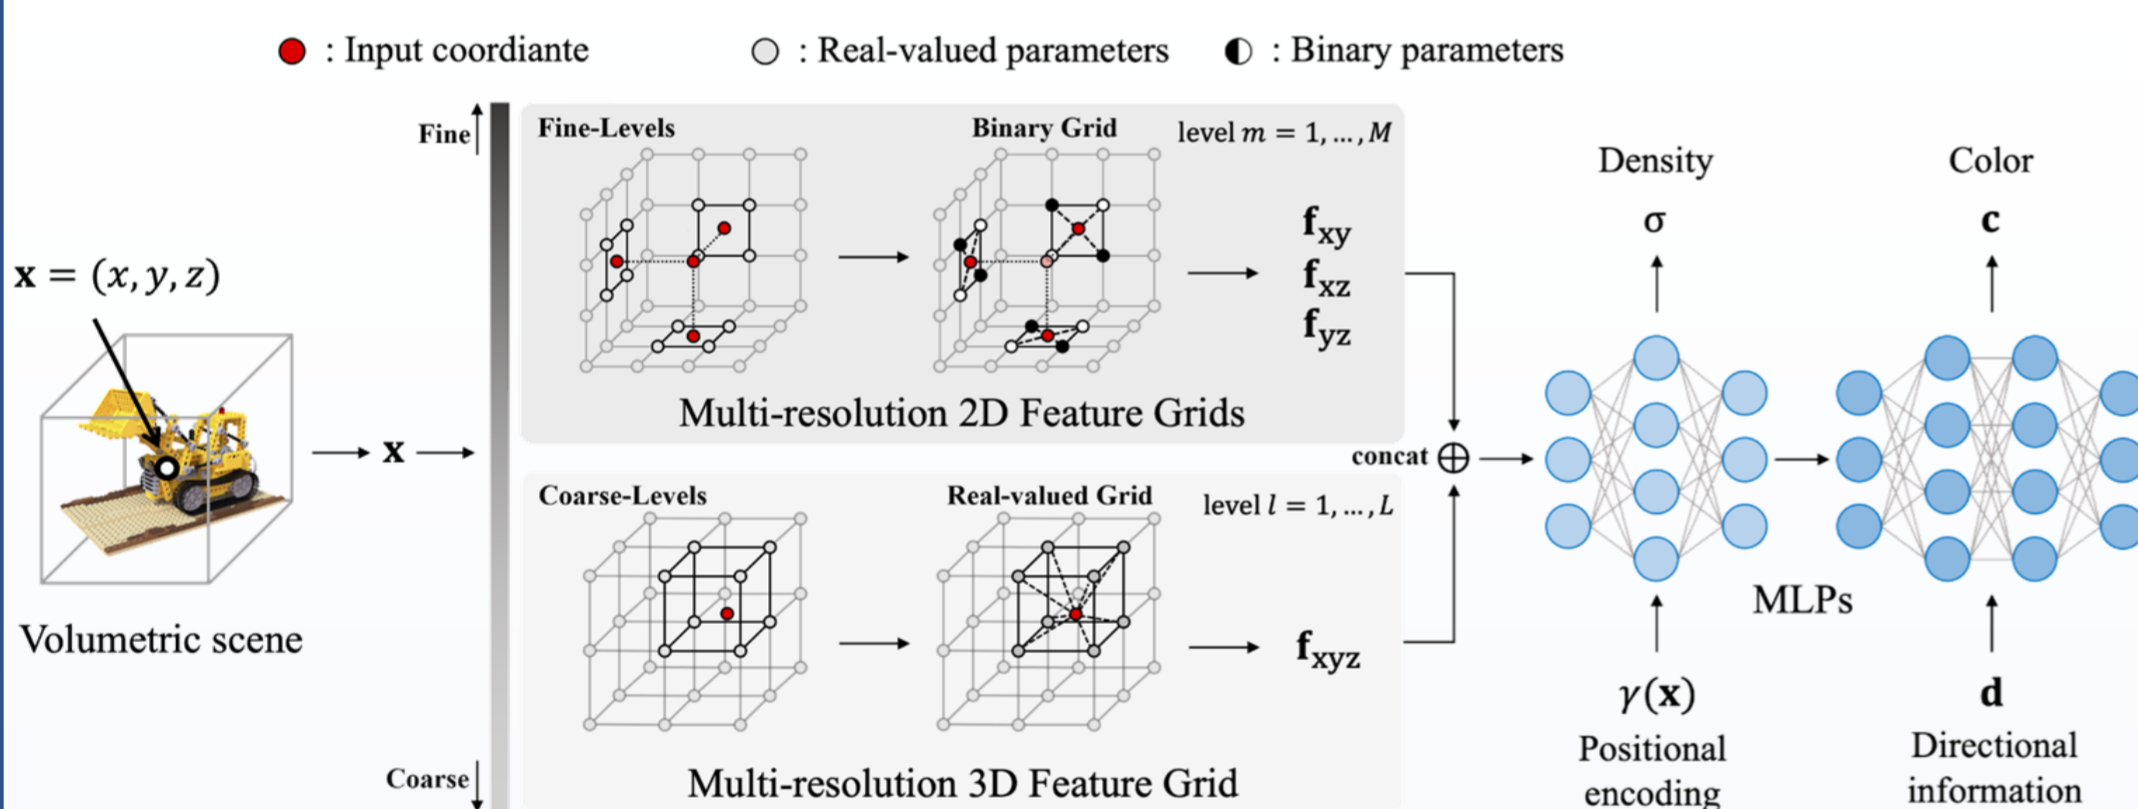 : Input coordiante
: Real-valued parameters
: Binary parameters
Fine
Fine-Levels
Binary Grid
level m = 1, ..., M
Density
Color
σ
c
f_xy
f_xz
f_yz
x = (x, y, z)
Multi-resolution 2D Feature Grids
x
concat
Coarse-Levels
Real-valued Grid
level l = 1, ..., L
MLPs
Volumetric scene
f_xyz
γ(x)
d
Positional
encoding
Directional
information
Coarse
Multi-resolution 3D Feature Grid